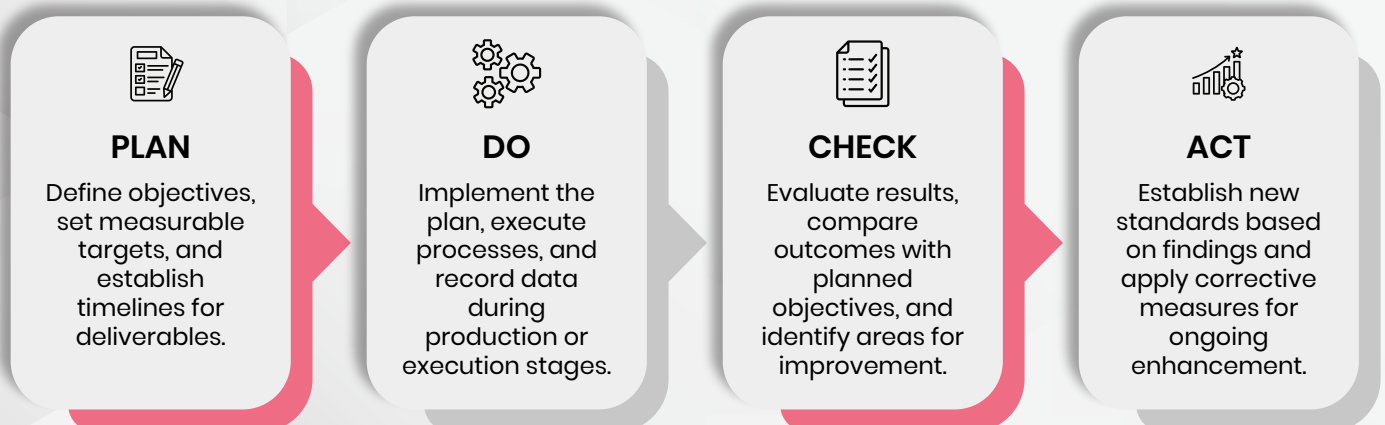 PLAN
Define objectives,
set measurable
targets, and
establish
timelines for
deliverables.
DO
Implement the
plan, execute
processes, and
record data
during
production or
execution stages.
CHECK
Evaluate results,
compare
outcomes with
planned
objectives, and
identify areas for
improvement.
ACT
Establish new
standards based
on findings and
apply corrective
measures for
ongoing
enhancement.